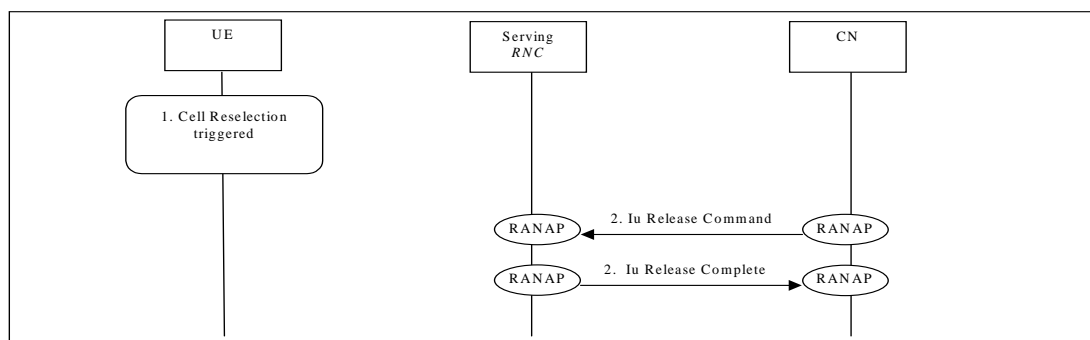 UE
Serving
RNC
CN
1. Cell Reselection
triggered
2. Iu Release Command
RANAP
RANAP
2. Iu Release Complete
RANAP
RANAP